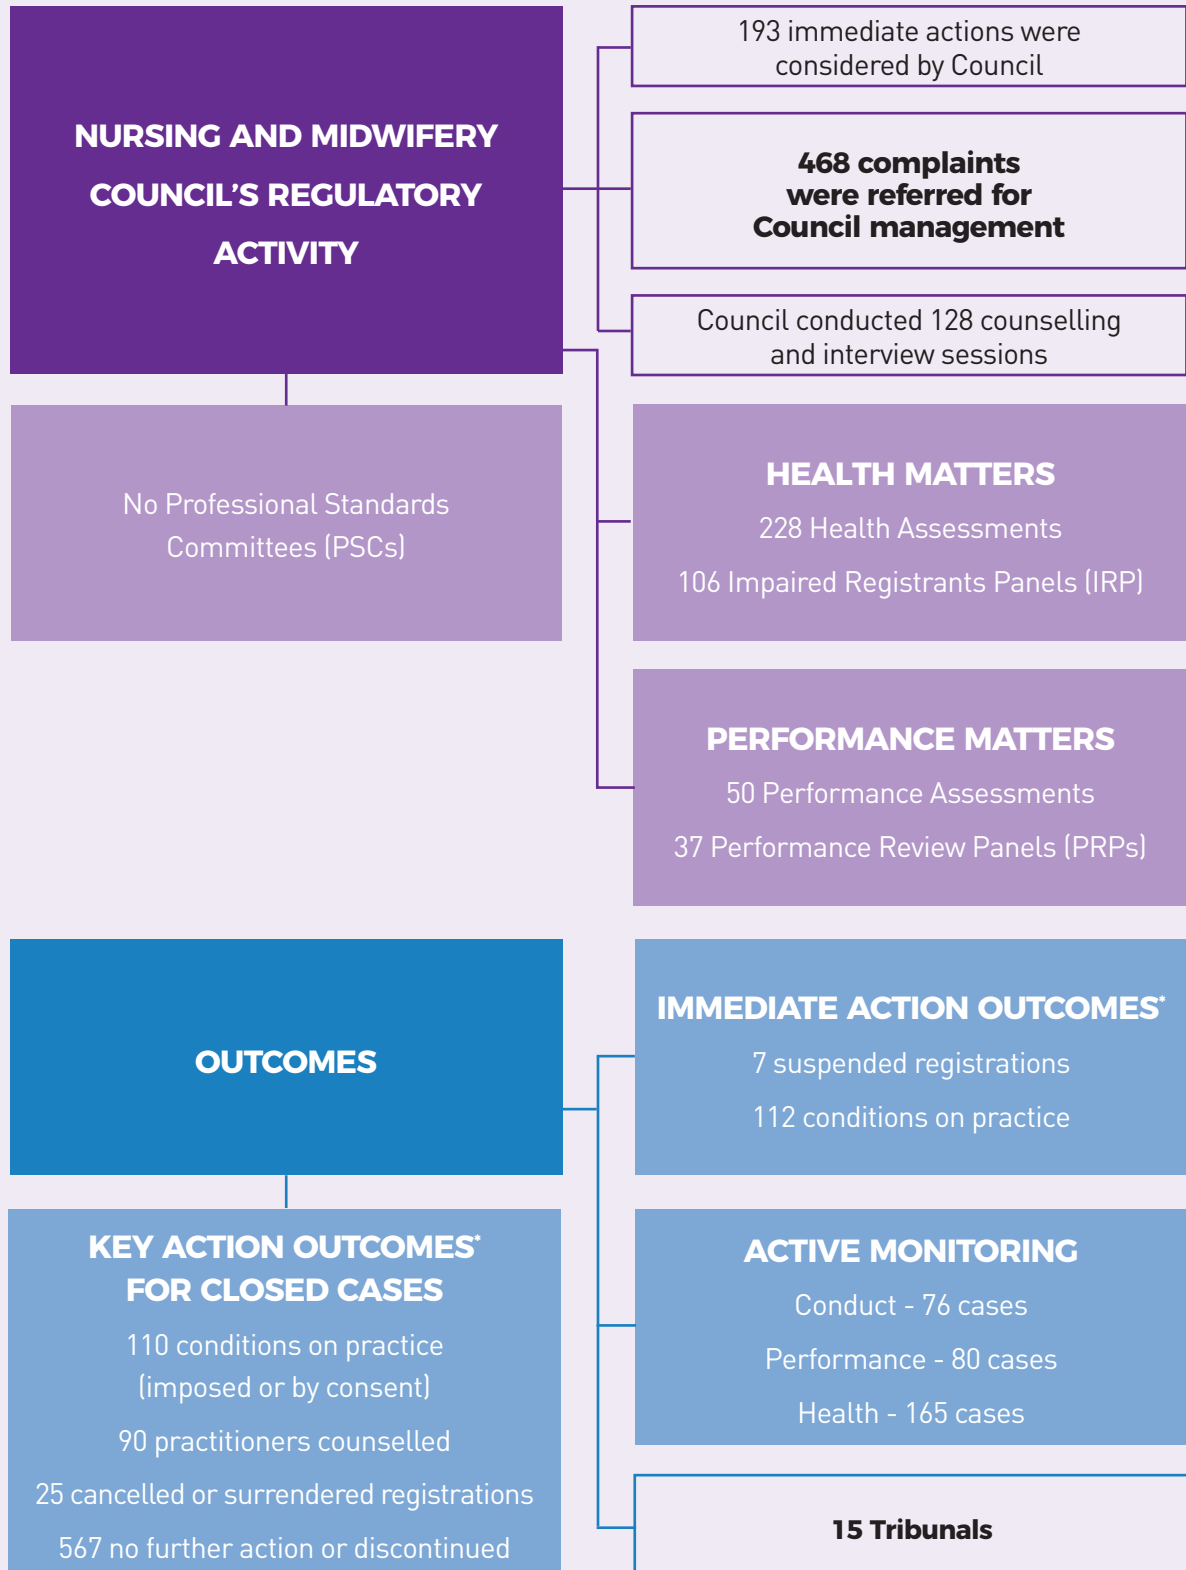 NURSING AND MIDWIFERY
COUNCIL'S REGULATORY
ACTIVITY
193 immediate actions were
considered by Council
468 complaints
were referred for
Council management
Council conducted 128 counselling
and interview sessions
No Professional Standards
Committees (PSCs)
HEALTH MATTERS
228 Health Assessments
106 Impaired Registrants Panels (IRP)
PERFORMANCE MATTERS
50 Performance Assessments
37 Performance Review Panels (PRPs)
OUTCOMES
IMMEDIATE ACTION OUTCOMES*
7 suspended registrations
112 conditions on practice
KEY ACTION OUTCOMES*
FOR CLOSED CASES
110 conditions on practice
(imposed or by consent)
90 practitioners counselled
25 cancelled or surrendered registrations
567 no further action or discontinued
ACTIVE MONITORING
Conduct - 76 cases
Performance - 80 cases
Health - 165 cases
15 Tribunals